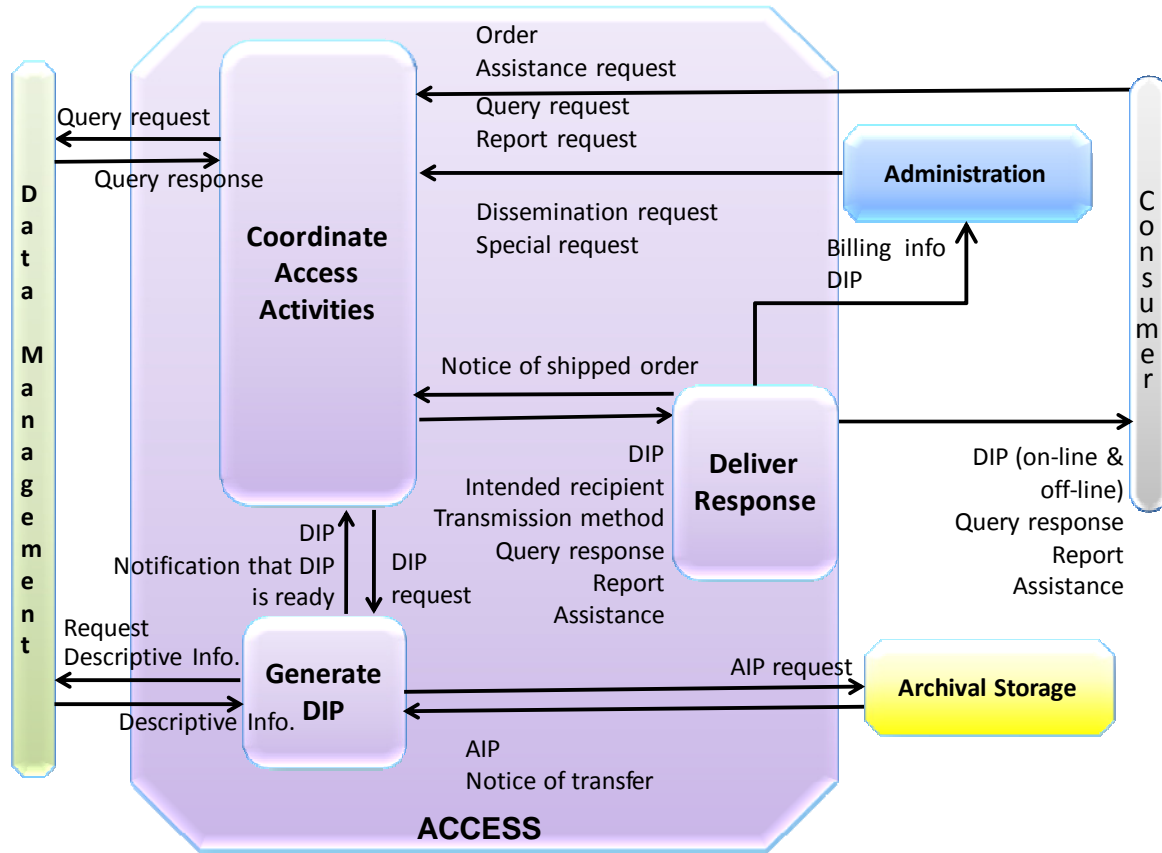 Order
Assistance request
Query request
Report request
Query request
Query response
Data Management
Coordinate
Access
Activities
Administration
Consumer
Dissemination request
Special request
Billing info
DIP
Notice of shipped order
Deliver
Response
DIP
Intended recipient
Transmission method
Query response
Report
Assistance
DIP (on-line &
off-line)
Query response
Report
Assistance
DIP
Notification that DIP
is ready
DIP
request
Request
Descriptive Info.
Descriptive Info.
Generate
DIP
AIP request
Archival Storage
AIP
Notice of transfer
ACCESS